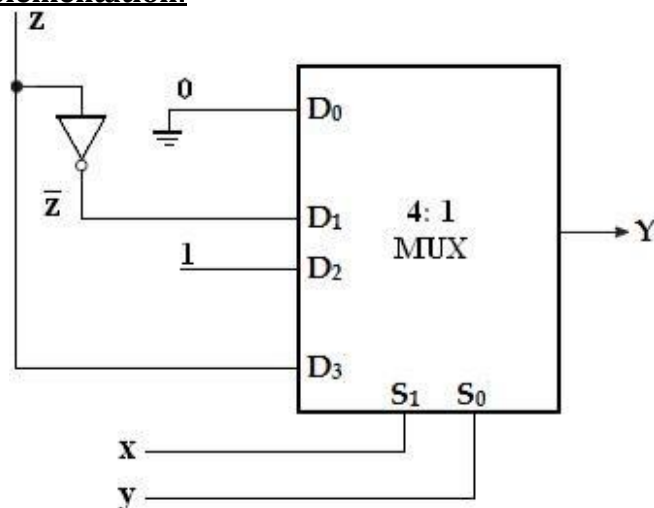 z
0
D₀
z̅
D₁
4: 1
MUX
Y
1
D₂
D₃
S₁ S₀
x
y